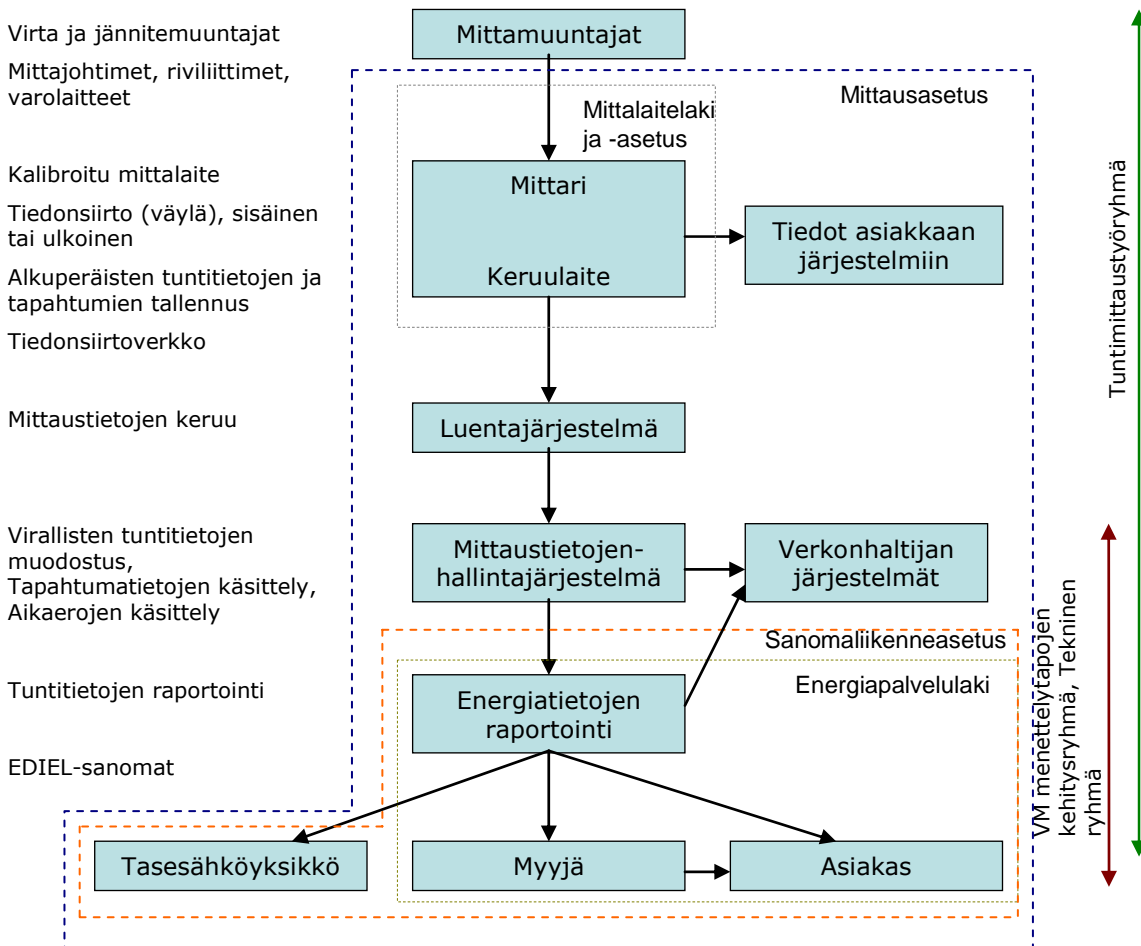 Virta ja jännitemuuntajat
Mittamuuntajat
Mittajohtimet, riviliittimet,
varolaitteet
Mittausasetus
Mittalaitelaki
ja -asetus
Kalibroitu mittalaite
Mittari
Tiedonsiirto (väylä), sisäinen
tai ulkoinen
Tiedot asiakkaan
järjestelmiin
Alkuperäisten tuntitietojen ja
tapahtumien tallennus
Keruulaite
Tiedonsiirtoverkko
Tuntimittaustyöryhmä
Mittaustietojen keruu
Luentajärjestelmä
Virallisten tuntitietojen
muodostus,
Tapahtumatietojen käsittely,
Aikaerojen käsittely
Mittaustietojen-
hallintajärjestelmä
Verkonhaltijan
järjestelmät
Sanomaliikenneasetus
Energiapalvelulaki
Tuntitietojen raportointi
Energiatietojen
raportointi
VM menettelytapojen
kehitysryhmä, Tekninen
ryhmä
EDIEL-sanomat
Tasesähköyksikkö
Myyjä
Asiakas